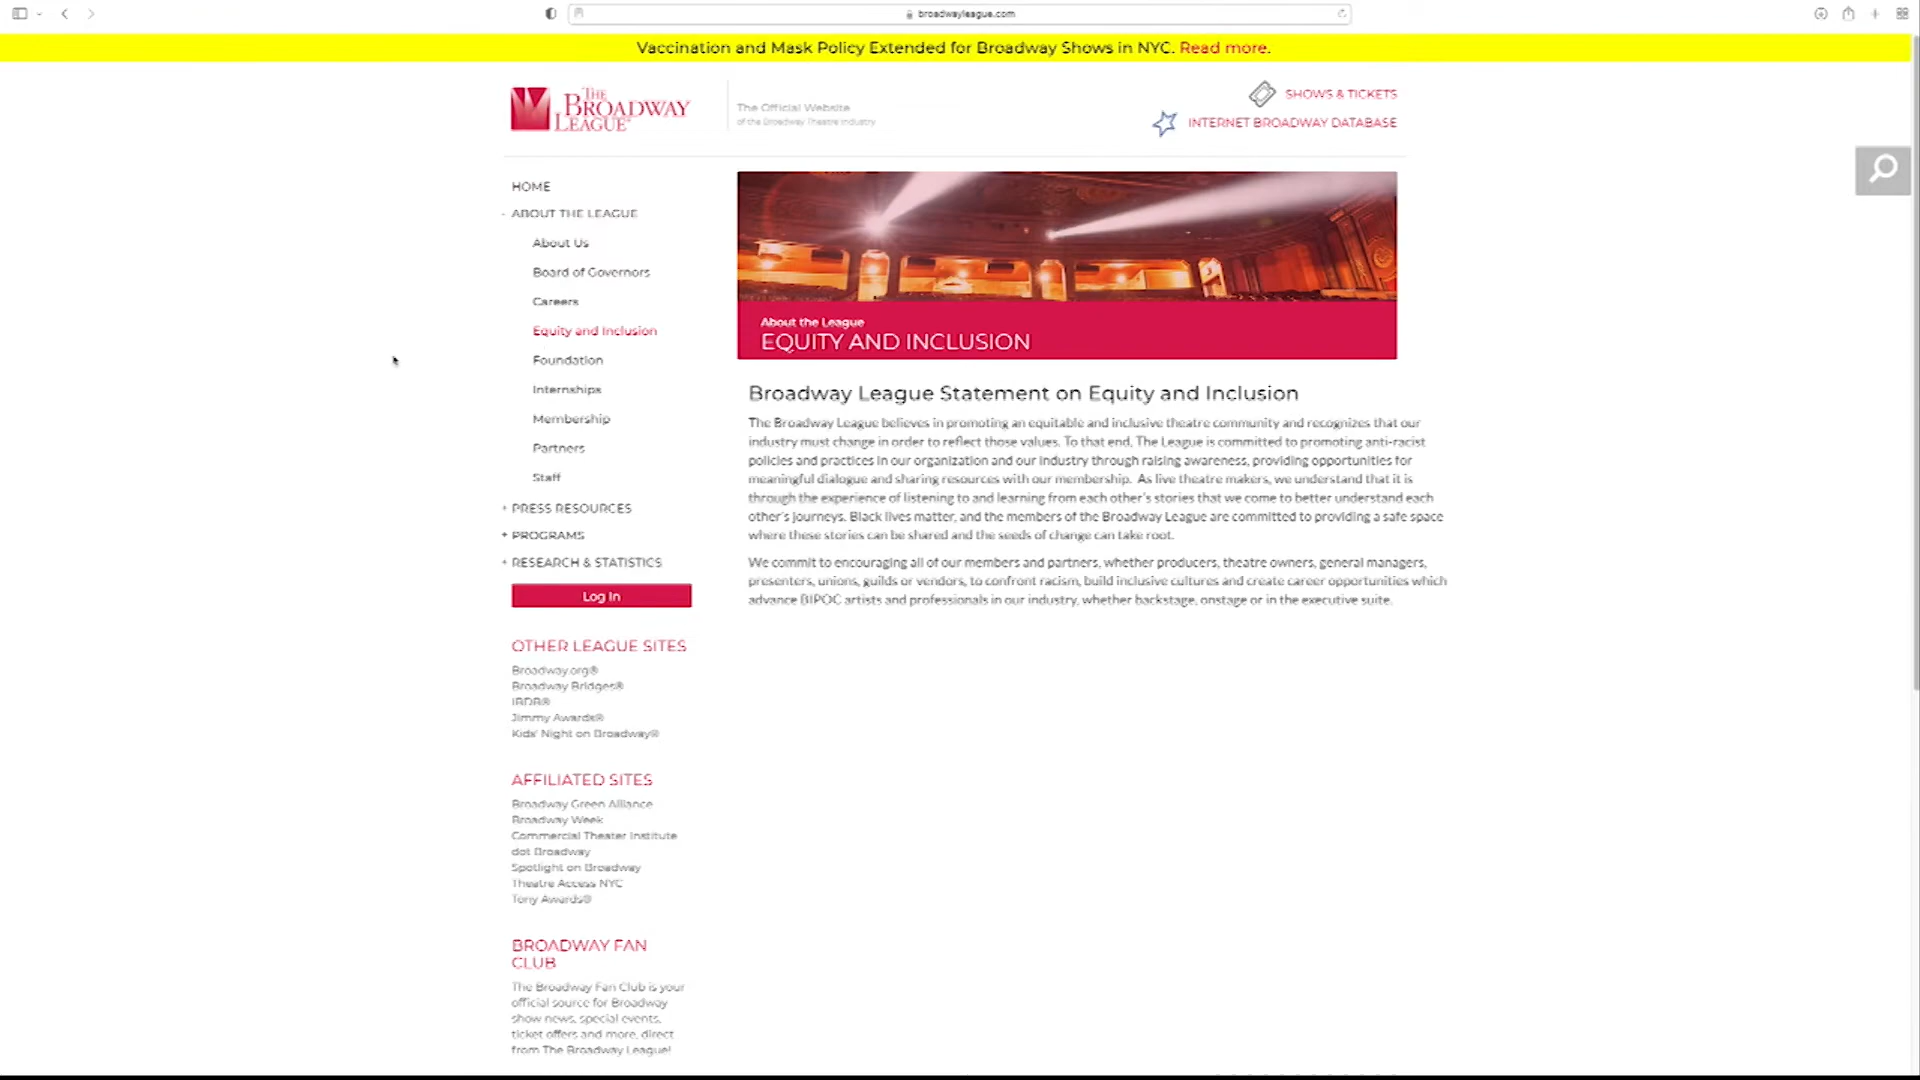 broadwayleague.com
Vaccination and Mask Policy Extended for Broadway Shows in NYC. Read more.
THE
BROADWAY
LEAGUE
The Official Website
of the Broadway Theatre Industry
SHOWS & TICKETS
INTERNET BROADWAY DATABASE
HOME
- ABOUT THE LEAGUE
About Us
Board of Governors
Careers
Equity and Inclusion
Foundation
Internships
Membership
Partners
Staff
+ PRESS RESOURCES
+ PROGRAMS
+ RESEARCH & STATISTICS
Log In
OTHER LEAGUE SITES
Broadway.org®
Broadway Bridges®
IBDB®
Jimmy Awards®
Kids' Night on Broadway®
AFFILIATED SITES
Broadway Green Alliance
Broadway Week
Commercial Theater Institute
dot Broadway
Spotlight on Broadway
Theatre Access NYC
Tony Awards®
BROADWAY FAN
CLUB
The Broadway Fan Club is your
official source for Broadway
show news, special events,
ticket offers and more, direct
from The Broadway League!
About the League
EQUITY AND INCLUSION
Broadway League Statement on Equity and Inclusion
The Broadway League believes in promoting an equitable and inclusive theatre community and recognizes that our
industry must change in order to reflect those values. To that end, The League is committed to promoting anti-racist
policies and practices in our organization and our industry through raising awareness, providing opportunities for
meaningful dialogue and sharing resources with our membership. As live theatre makers, we understand that it is
through the experience of listening to and learning from each other's stories that we come to better understand each
other's journeys. Black lives matter, and the members of the Broadway League are committed to providing a safe space
where these stories can be shared and the seeds of change can take root.
We commit to encouraging all of our members and partners, whether producers, theatre owners, general managers,
presenters, unions, guilds or vendors, to confront racism, build inclusive cultures and create career opportunities which
advance BIPOC artists and professionals in our industry, whether backstage, onstage or in the executive suite.